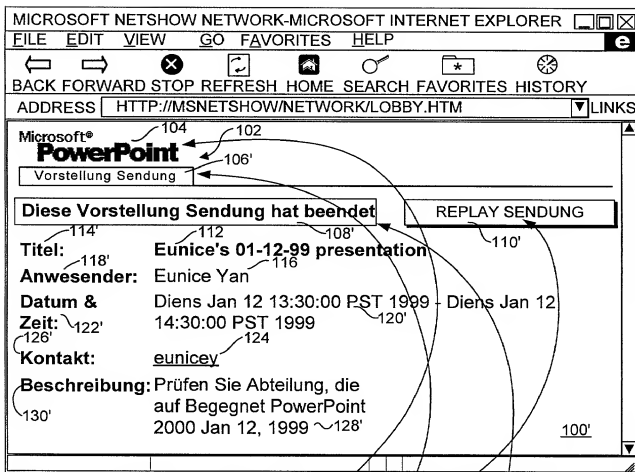 MICROSOFT NETSHOW NETWORK-MICROSOFT INTERNET EXPLORER
FILE EDIT VIEW GO FAVORITES HELP
e
BACK FORWARD STOP REFRESH HOME SEARCH FAVORITES HISTORY
ADDRESS HTTP://MSNETSHOW/NETWORK/LOBBY.HTM LINKS
Microsoft® 104 102
PowerPoint
106'
Vorstellung Sendung
Diese Vorstellung Sendung hat beendet REPLAY SENDUNG
114' 112 108' 110'
Titel: Eunice's 01-12-99 presentation
118' 116
Anwesender: Eunice Yan
Datum & Diens Jan 12 13:30:00 PST 1999 - Diens Jan 12
Zeit: 122' 14:30:00 PST 1999 120'
126' 124
Kontakt: eunicey
Beschreibung: Prüfen Sie Abteilung, die
130' auf Begegnet PowerPoint
2000 Jan 12, 1999 128' 100'